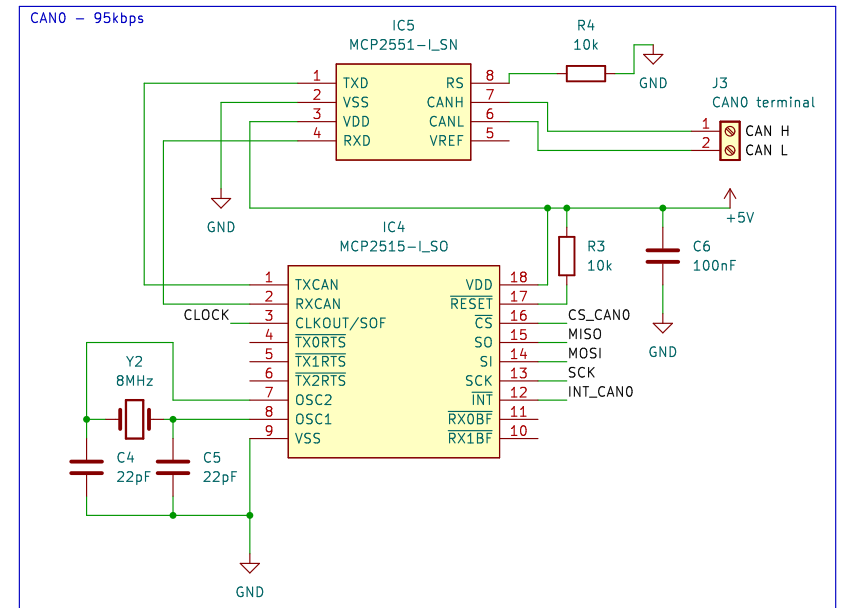 CAN0 - 95kbps
IC5
MCP2551-I_SN
1 TXD
2 VSS
3 VDD
4 RXD
RS 8
CANH 7
CANL 6
VREF 5
R4
10k
GND
J3
CAN0 terminal
1 CAN H
2 CAN L
GND
+5V
IC4
MCP2515-I_SO
1 TXCAN
2 RXCAN
CLOCK 3 CLKOUT/SOF
4 TX0RTS
5 TX1RTS
6 TX2RTS
7 OSC2
8 OSC1
9 VSS
VDD 18
RESET 17
CS 16 CS_CAN0
SO 15 MISO
SI 14 MOSI
SCK 13 SCK
INT 12 INT_CAN0
RX0BF 11
RX1BF 10
R3
10k
C6
100nF
GND
Y2
8MHz
C4
22pF
C5
22pF
GND